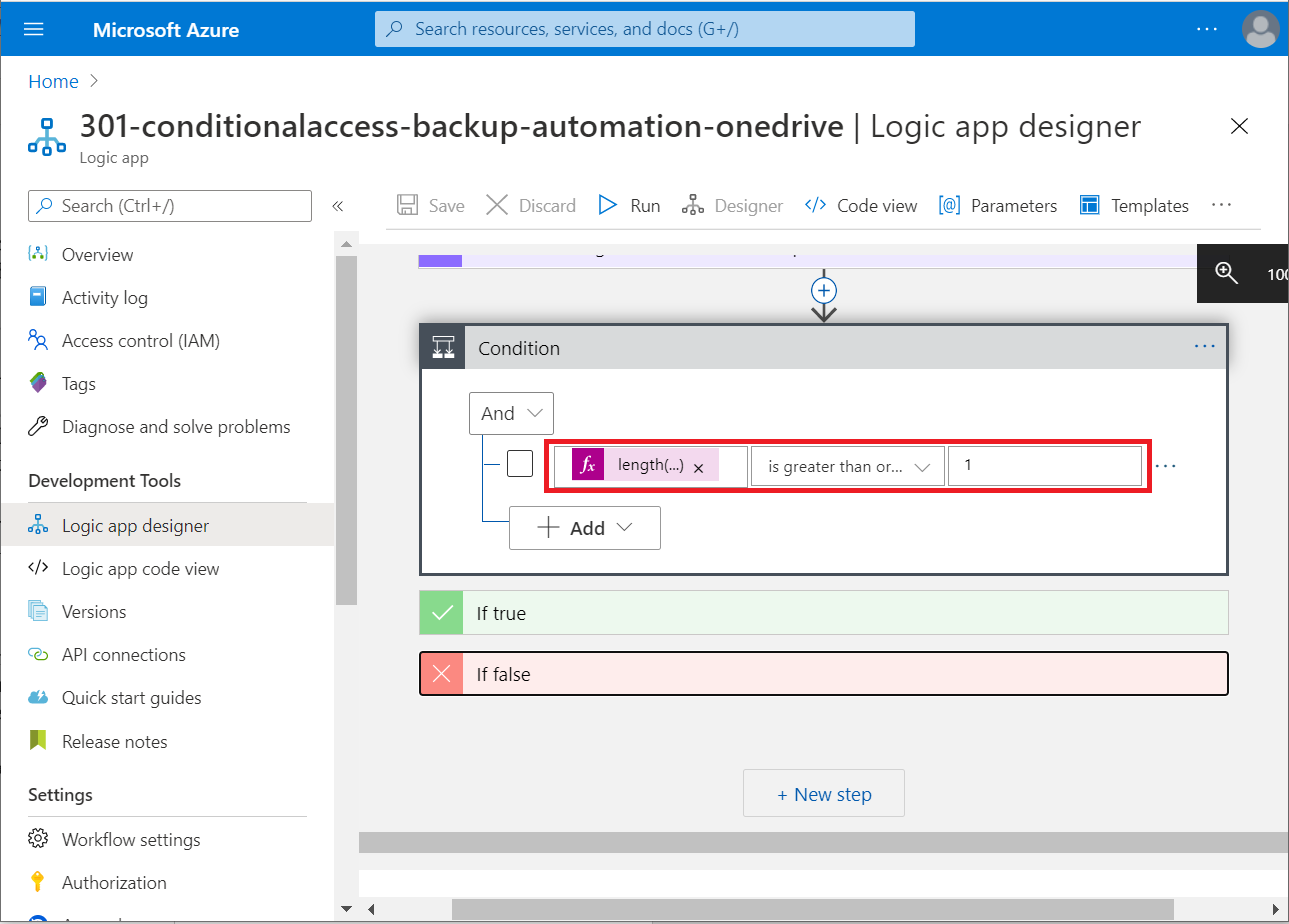 Microsoft Azure
Search resources, services, and docs (G+/)
Home
301-conditionalaccess-backup-automation-onedrive | Logic app designer
Logic app
Search (Ctrl+/)
«
Save
Discard
Run
Designer
Code view
Parameters
Templates
...
Overview
Activity log
Access control (IAM)
Tags
Diagnose and solve problems
Development Tools
Logic app designer
Logic app code view
Versions
API connections
Quick start guides
Release notes
Settings
Workflow settings
Authorization
100
Condition
And
fx length(...) ×
is greater than or...
1
+ Add
If true
If false
+ New step